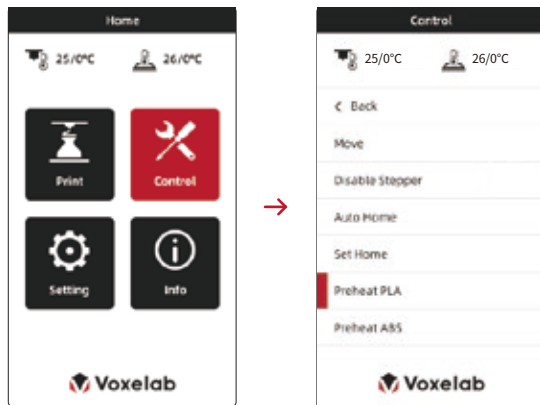 Home
25/0°C 26/0°C
Print Control
Setting Info
Voxelab
Control
25/0°C 26/0°C
< Back
Move
Disable Stepper
Auto Home
Set Home
Preheat PLA
Preheat ABS
Voxelab